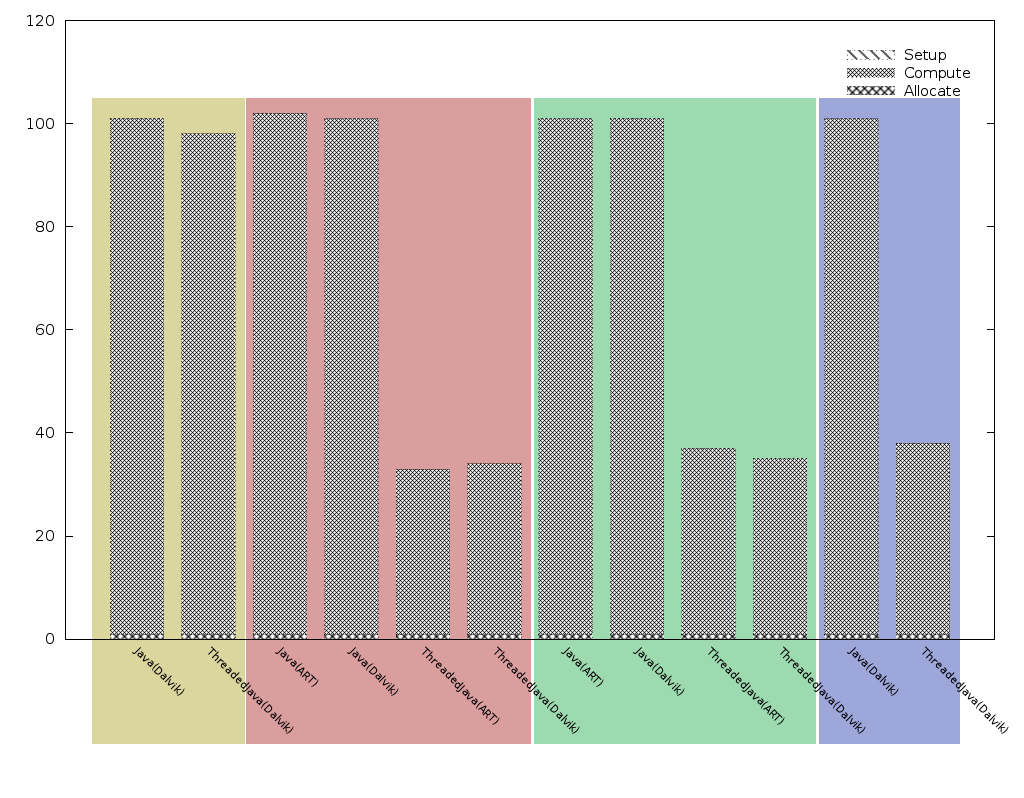 120
100
80
60
40
20
0
Setup
Compute
Allocate
Java(Dalvik)
ThreadedJava(Dalvik)
Java(ART)
Java(Dalvik)
ThreadedJava(ART)
ThreadedJava(Dalvik)
Java(ART)
Java(Dalvik)
ThreadedJava(ART)
ThreadedJava(Dalvik)
Java(Dalvik)
ThreadedJava(Dalvik)